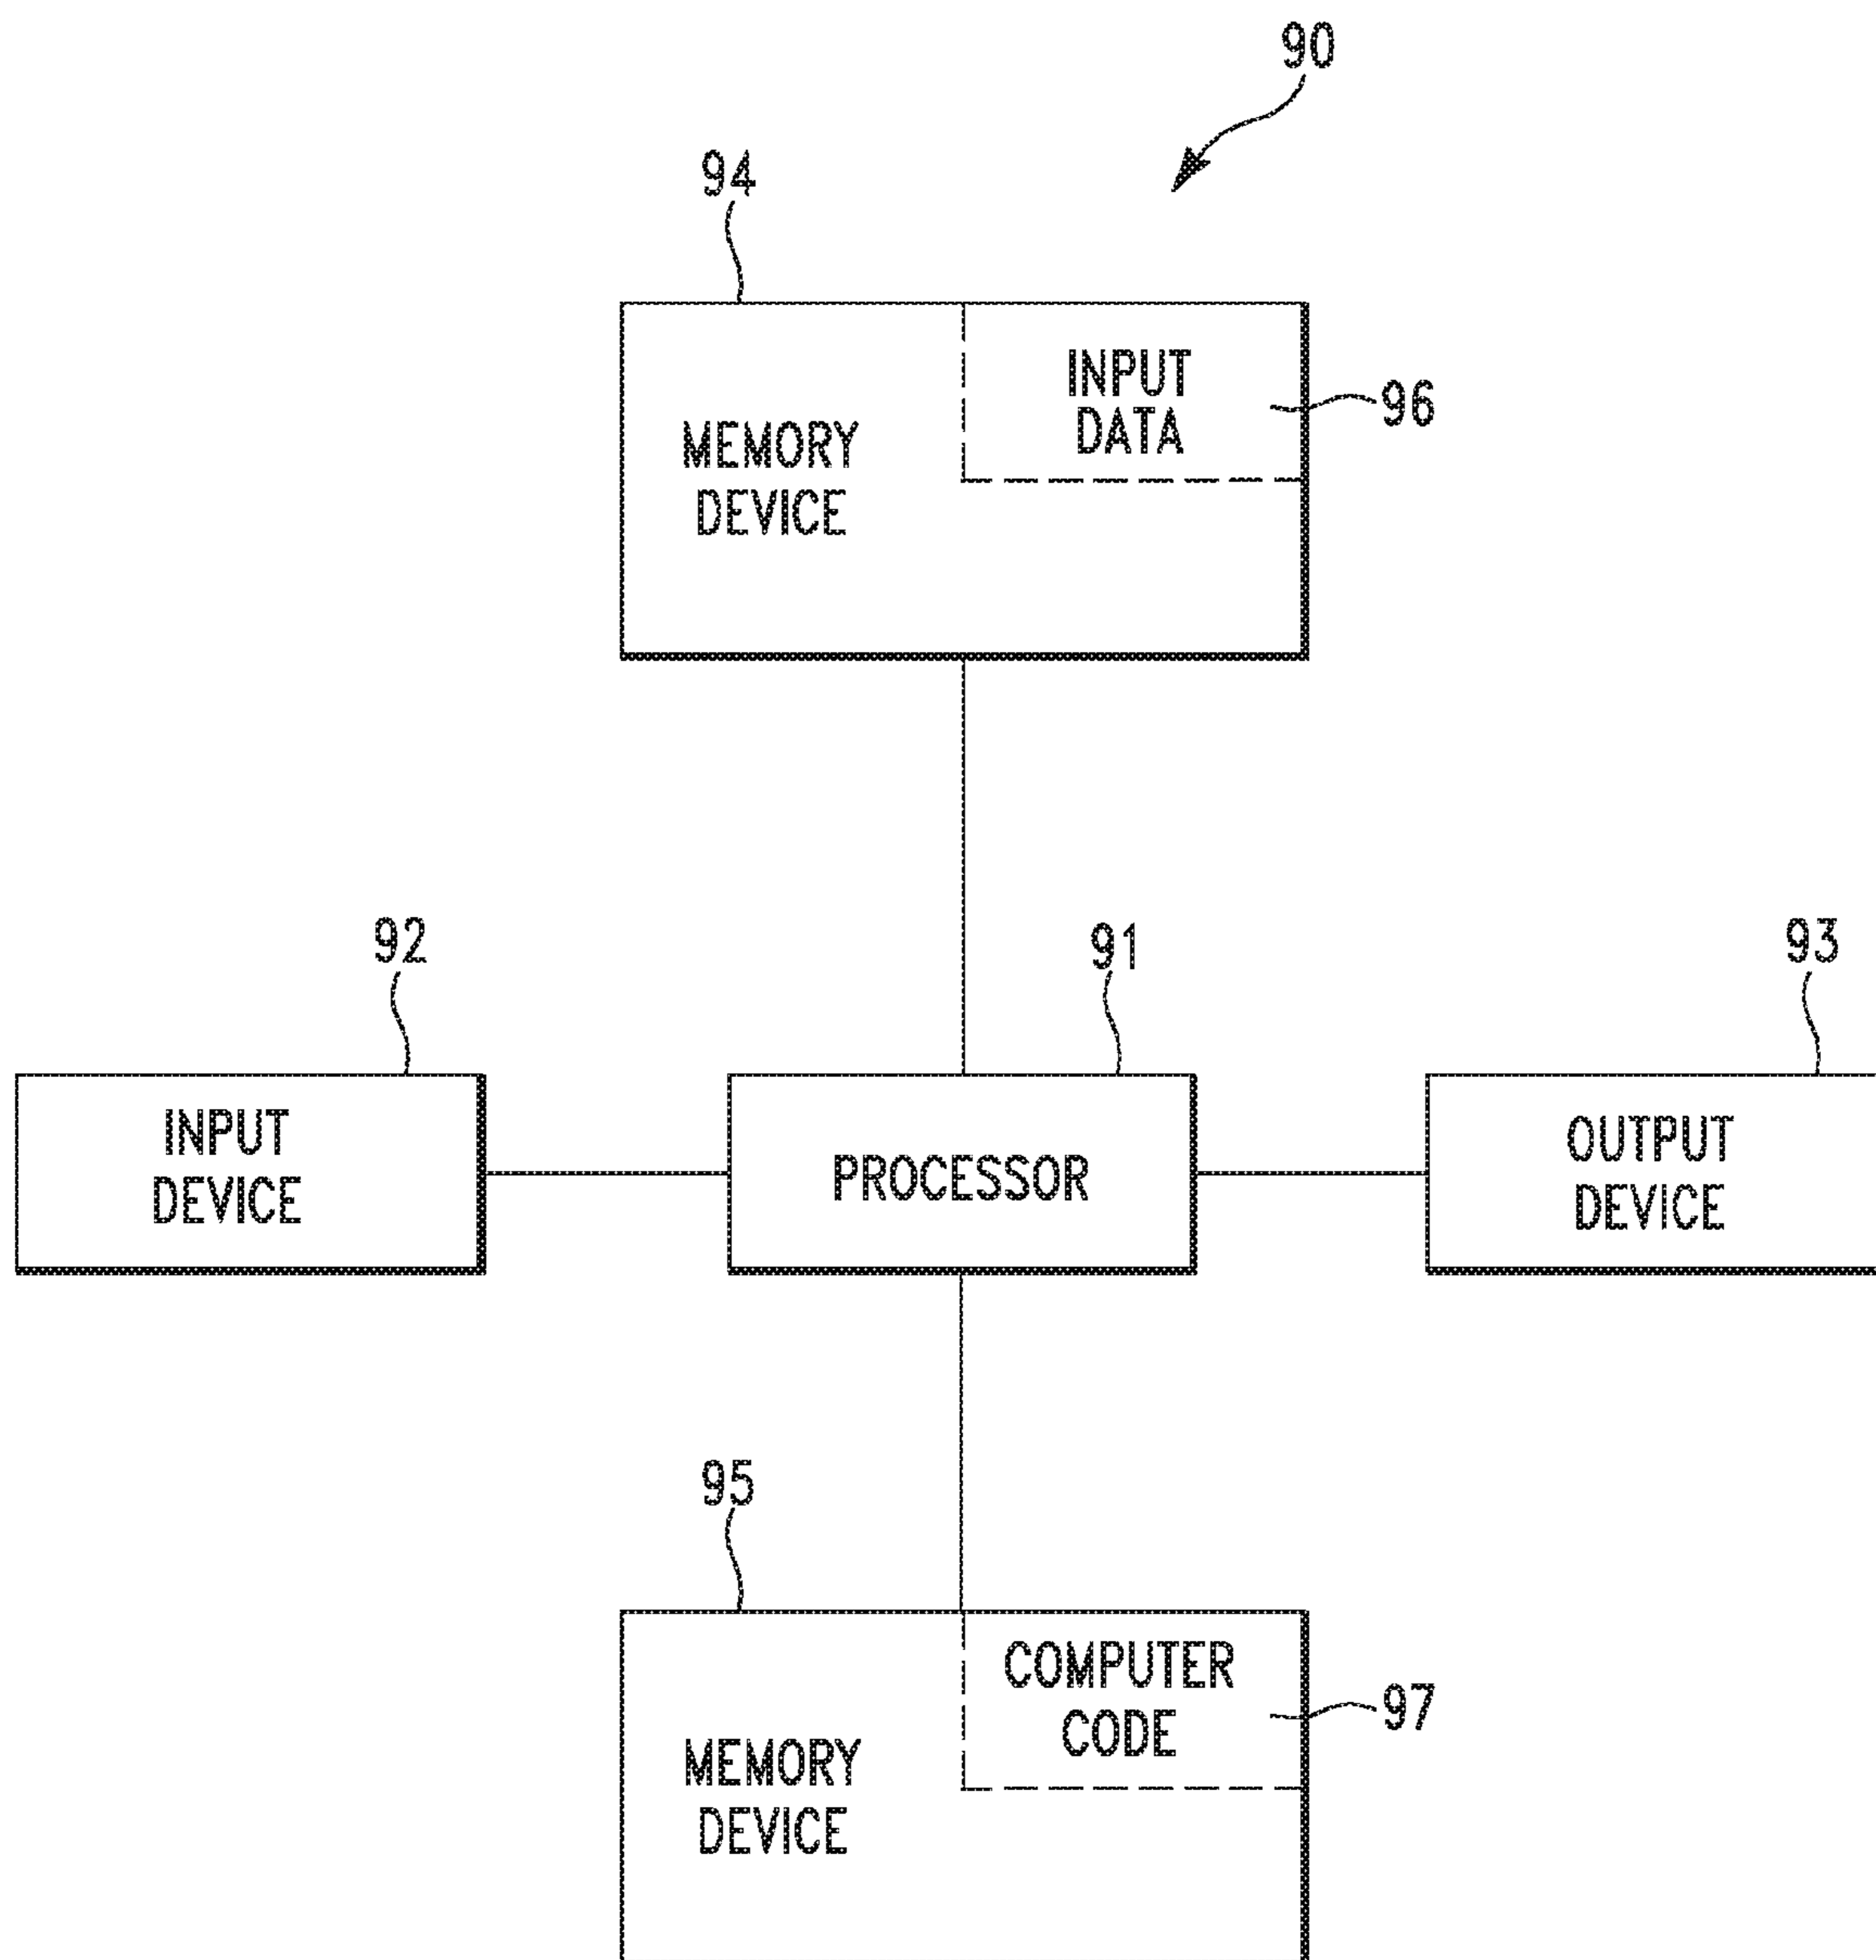 90
94
INPUT
DATA
96
MEMORY
DEVICE
92
91
93
INPUT
DEVICE
PROCESSOR
OUTPUT
DEVICE
95
COMPUTER
CODE
97
MEMORY
DEVICE